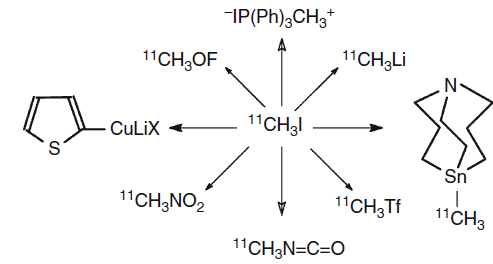 ⁻IP(Ph)₃CH₃⁺
¹¹CH₃OF
¹¹CH₃Li
N
S
CuLiX
¹¹CH₃I
Sn
¹¹CH₃
¹¹CH₃NO₂
¹¹CH₃Tf
¹¹CH₃N=C=O